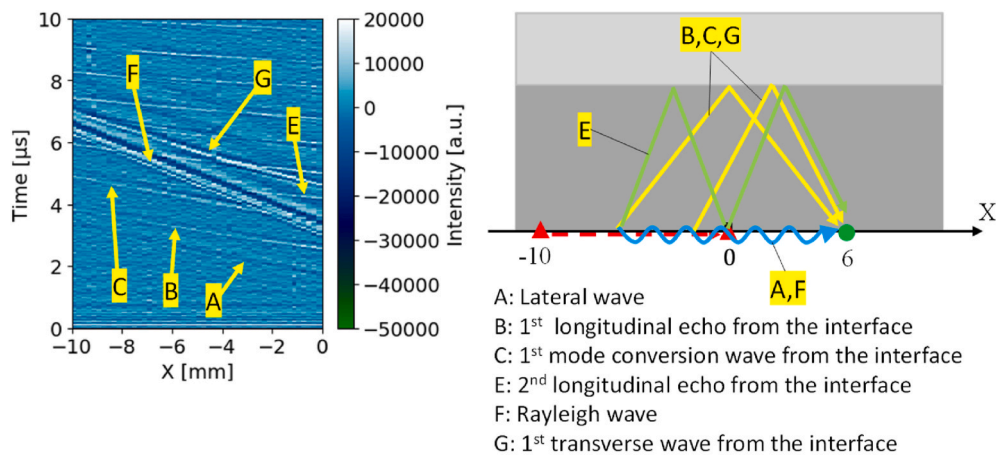 10
8
6
4
2
0
Time [µs]
-10
-8
-6
-4
-2
0
X [mm]
F
G
E
C
B
A
20000
10000
0
−10000
−20000
−30000
−40000
−50000
Intensity [a.u.]
B,C,G
E
X
-10
0
6
A,F
A: Lateral wave
B: 1st longitudinal echo from the interface
C: 1st mode conversion wave from the interface
E: 2nd longitudinal echo from the interface
F: Rayleigh wave
G: 1st transverse wave from the interface